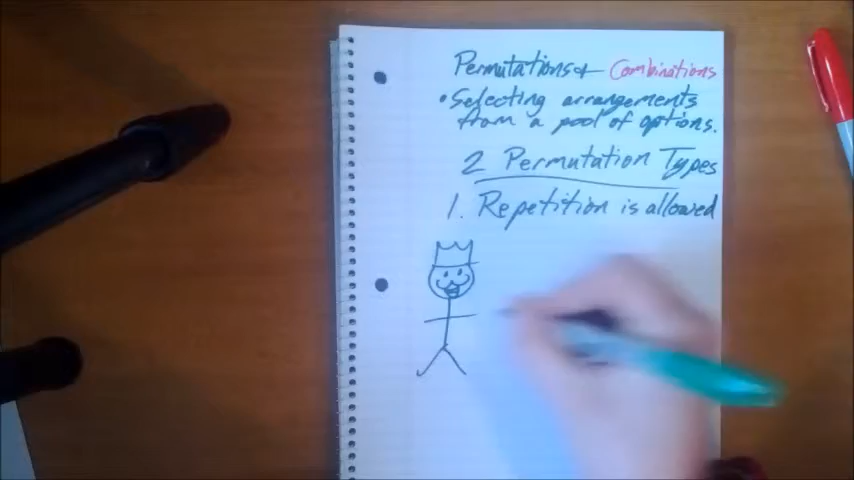 Permutations + Combinations
• Selecting arrangements
from a pool of options.
2 Permutation Types
1. Repetition is allowed